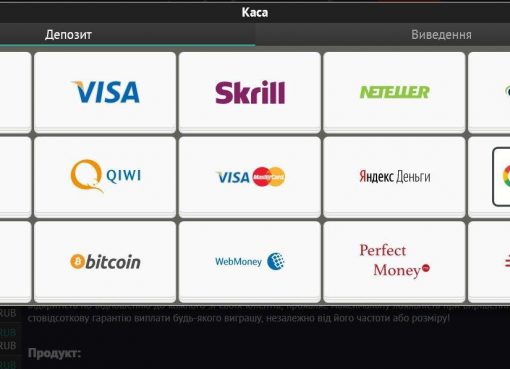 Каса
Депозит
Виведення
VISA
Skrill
NETELLER
QIWI
VISA MasterCard
Яндекс Деньги
bitcoin
WebMoney
Perfect
Money
RUB
стовідсоткову гарантію виплати будь-якого виграшу, незалежно від його частоти або розміру!
RUB
RUB
Продукт:
RUB